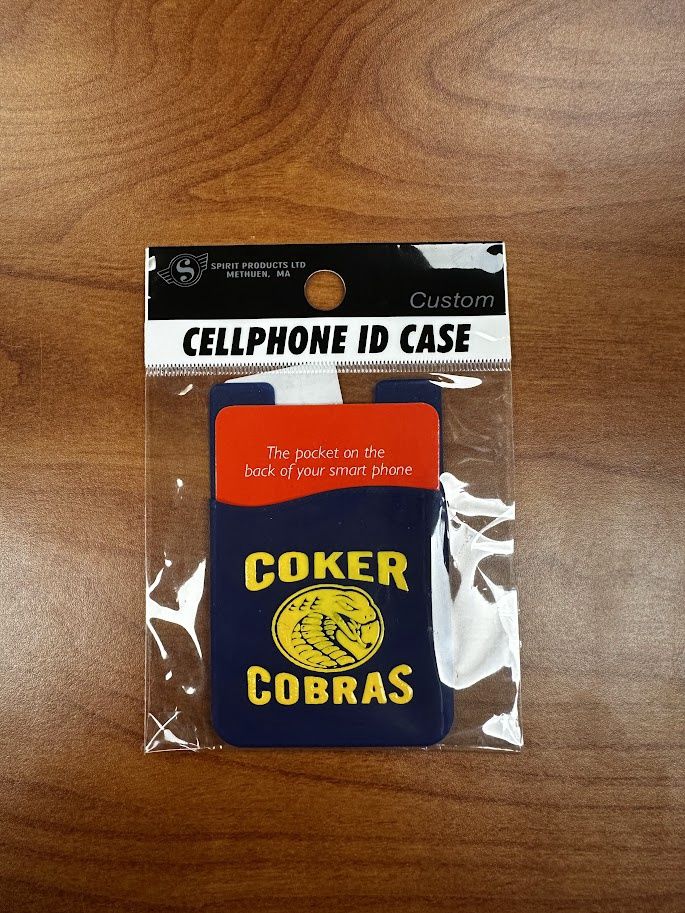 S
SPIRIT PRODUCTS LTD
METHUEN, MA
Custom
CELLPHONE ID CASE
The pocket on the
back of your smart phone
COKER
COBRAS